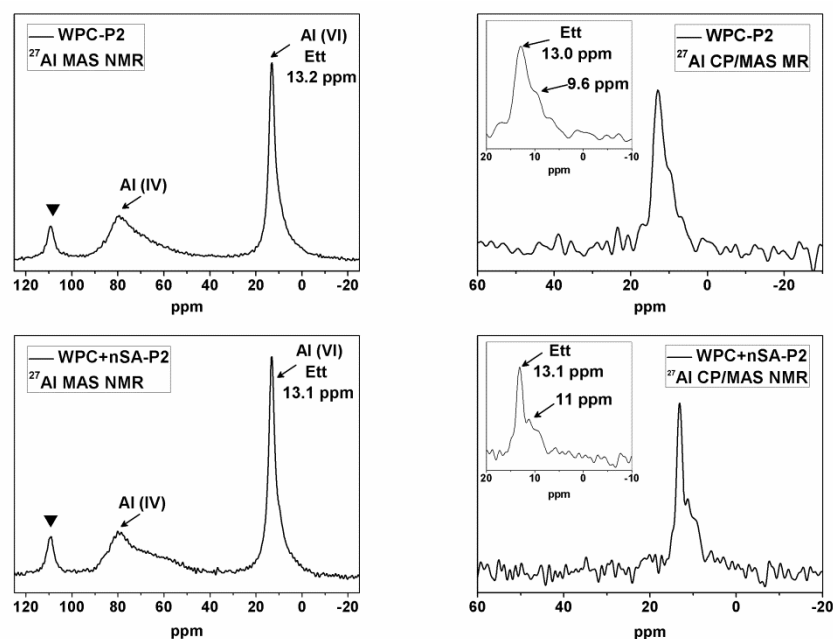 WPC-P2
²⁷Al MAS NMR
Al (VI)
Ett
13.2 ppm
Al (IV)
120 100 80 60 40 20 0 -20
ppm
WPC-P2
²⁷Al CP/MAS MR
Ett
13.0 ppm
9.6 ppm
20 10 0 -10
ppm
60 40 20 0 -20
ppm
WPC+nSA-P2
²⁷Al MAS NMR
Al (VI)
Ett
13.1 ppm
Al (IV)
120 100 80 60 40 20 0 -20
ppm
WPC+nSA-P2
²⁷Al CP/MAS NMR
Ett
13.1 ppm
11 ppm
20 10 0 -10
ppm
60 40 20 0 -20
ppm